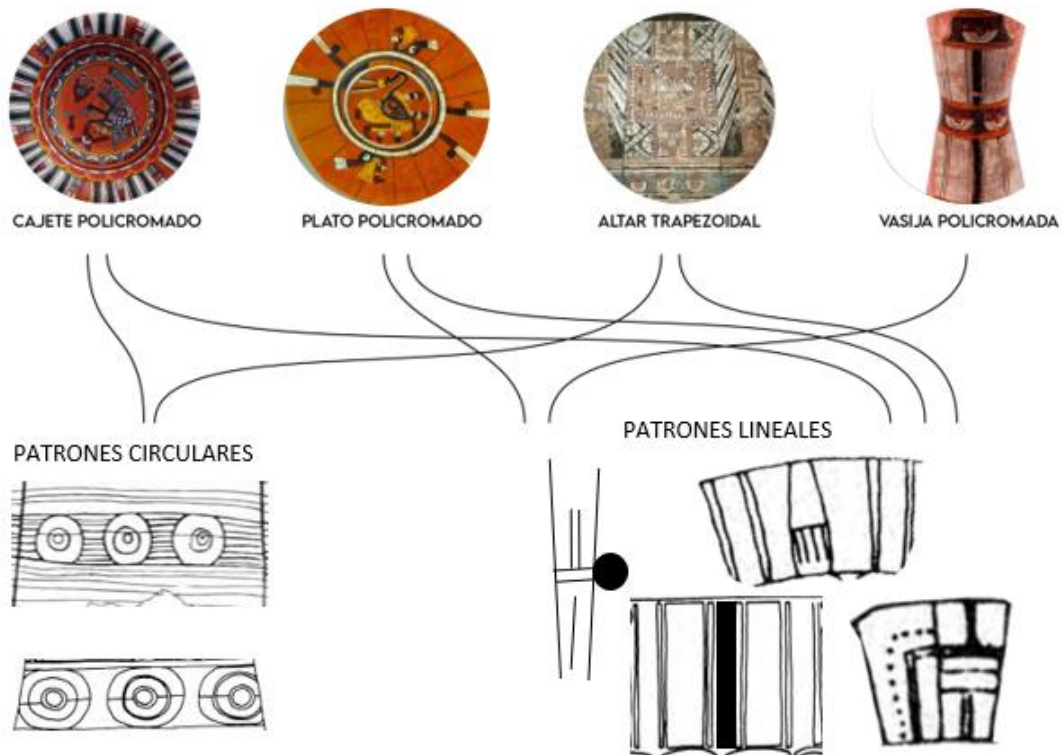 CAJETE POLICROMADO
PLATO POLICROMADO
ALTAR TRAPEZOIDAL
VASIJA POLICROMADA
PATRONES CIRCULARES
PATRONES LINEALES